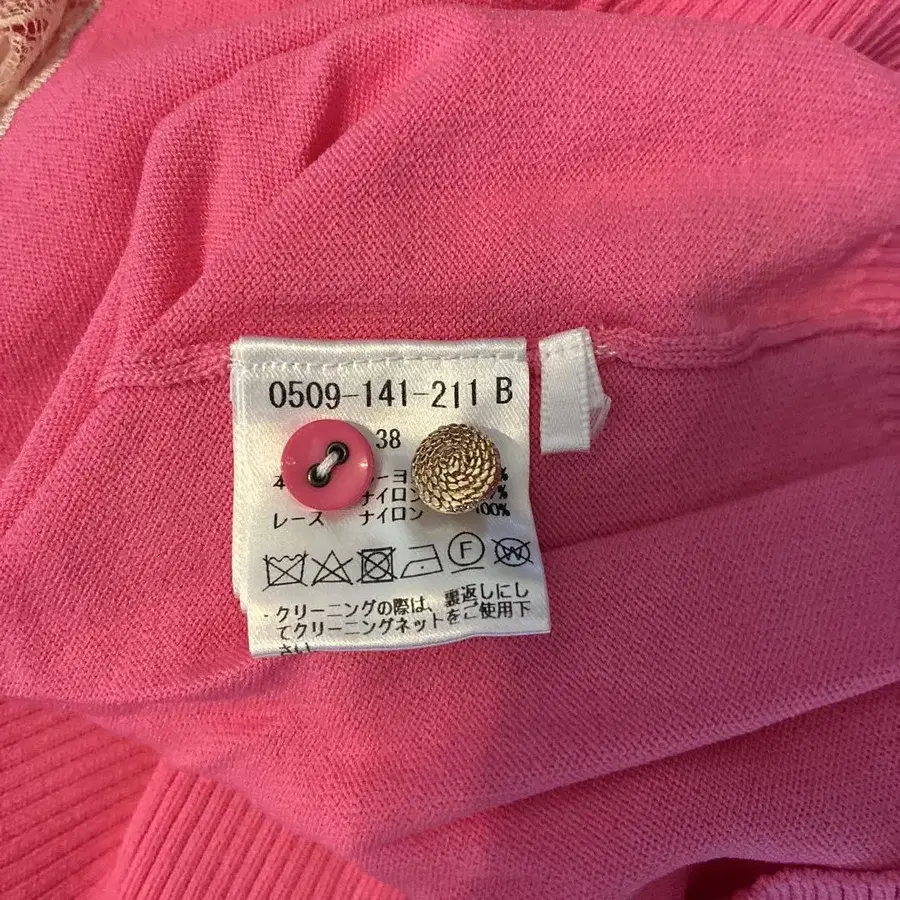 0509-141-211 B
38
ナイロン %
レース ナイロン 100%
F
W
・クリーニングの際は、裏返しにし
てクリーニングネットをご使用下
さい